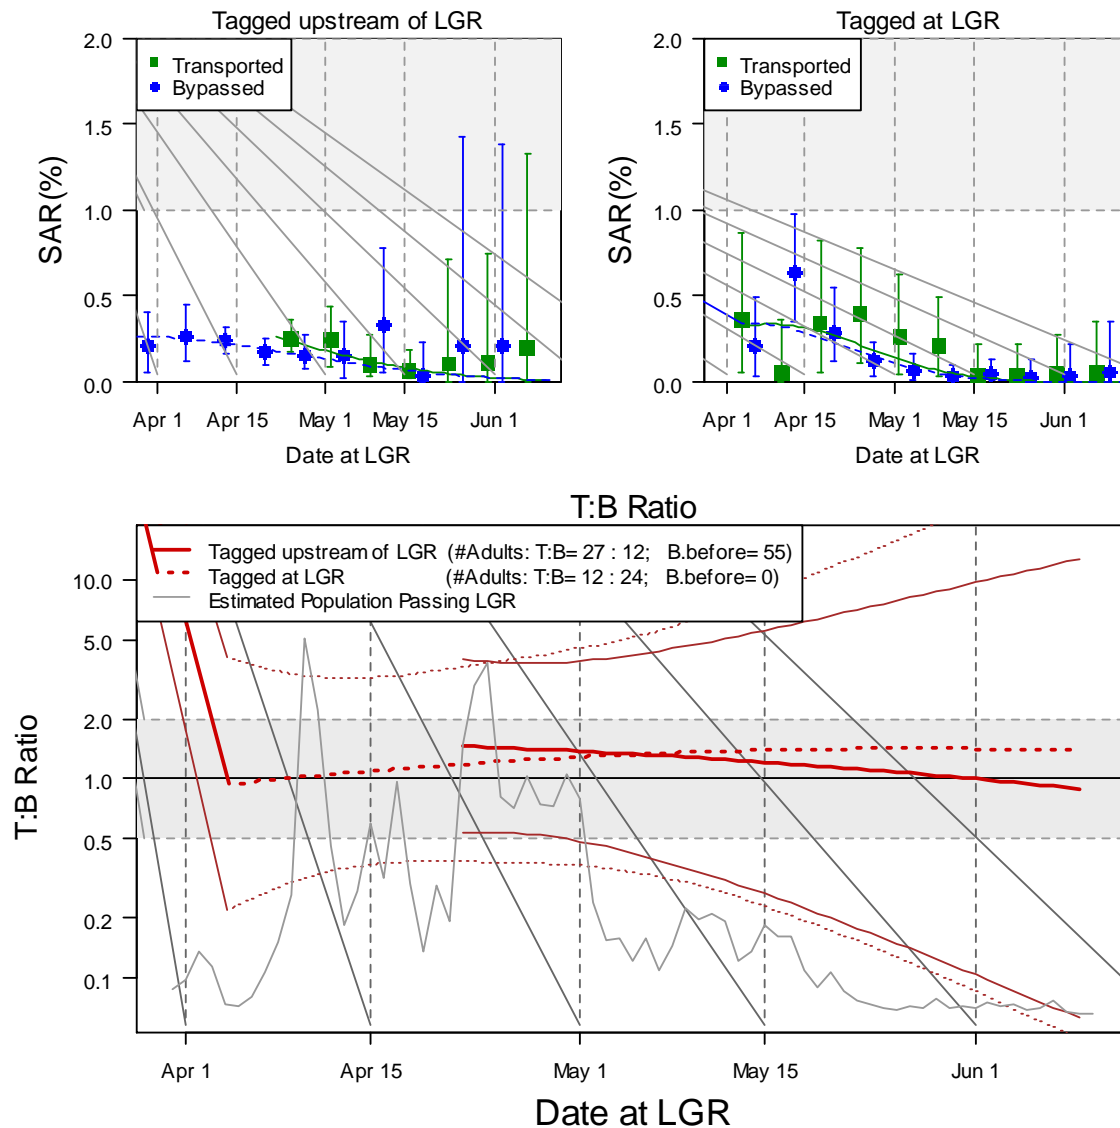 Tagged upstream of LGR
2.0
1.5
1.0
0.5
0.0
SAR(%)
Transported
Bypassed
Apr 1
Apr 15
May 1
May 15
Jun 1
Date at LGR
Tagged at LGR
2.0
1.5
1.0
0.5
0.0
SAR(%)
Transported
Bypassed
Apr 1
Apr 15
May 1
May 15
Jun 1
Date at LGR
T:B Ratio
Tagged upstream of LGR (#Adults: T:B= 27 : 12; B.before= 55)
Tagged at LGR (#Adults: T:B= 12 : 24; B.before= 0)
Estimated Population Passing LGR
10.0
5.0
2.0
1.0
0.5
0.2
0.1
T:B Ratio
Apr 1
Apr 15
May 1
May 15
Jun 1
Date at LGR